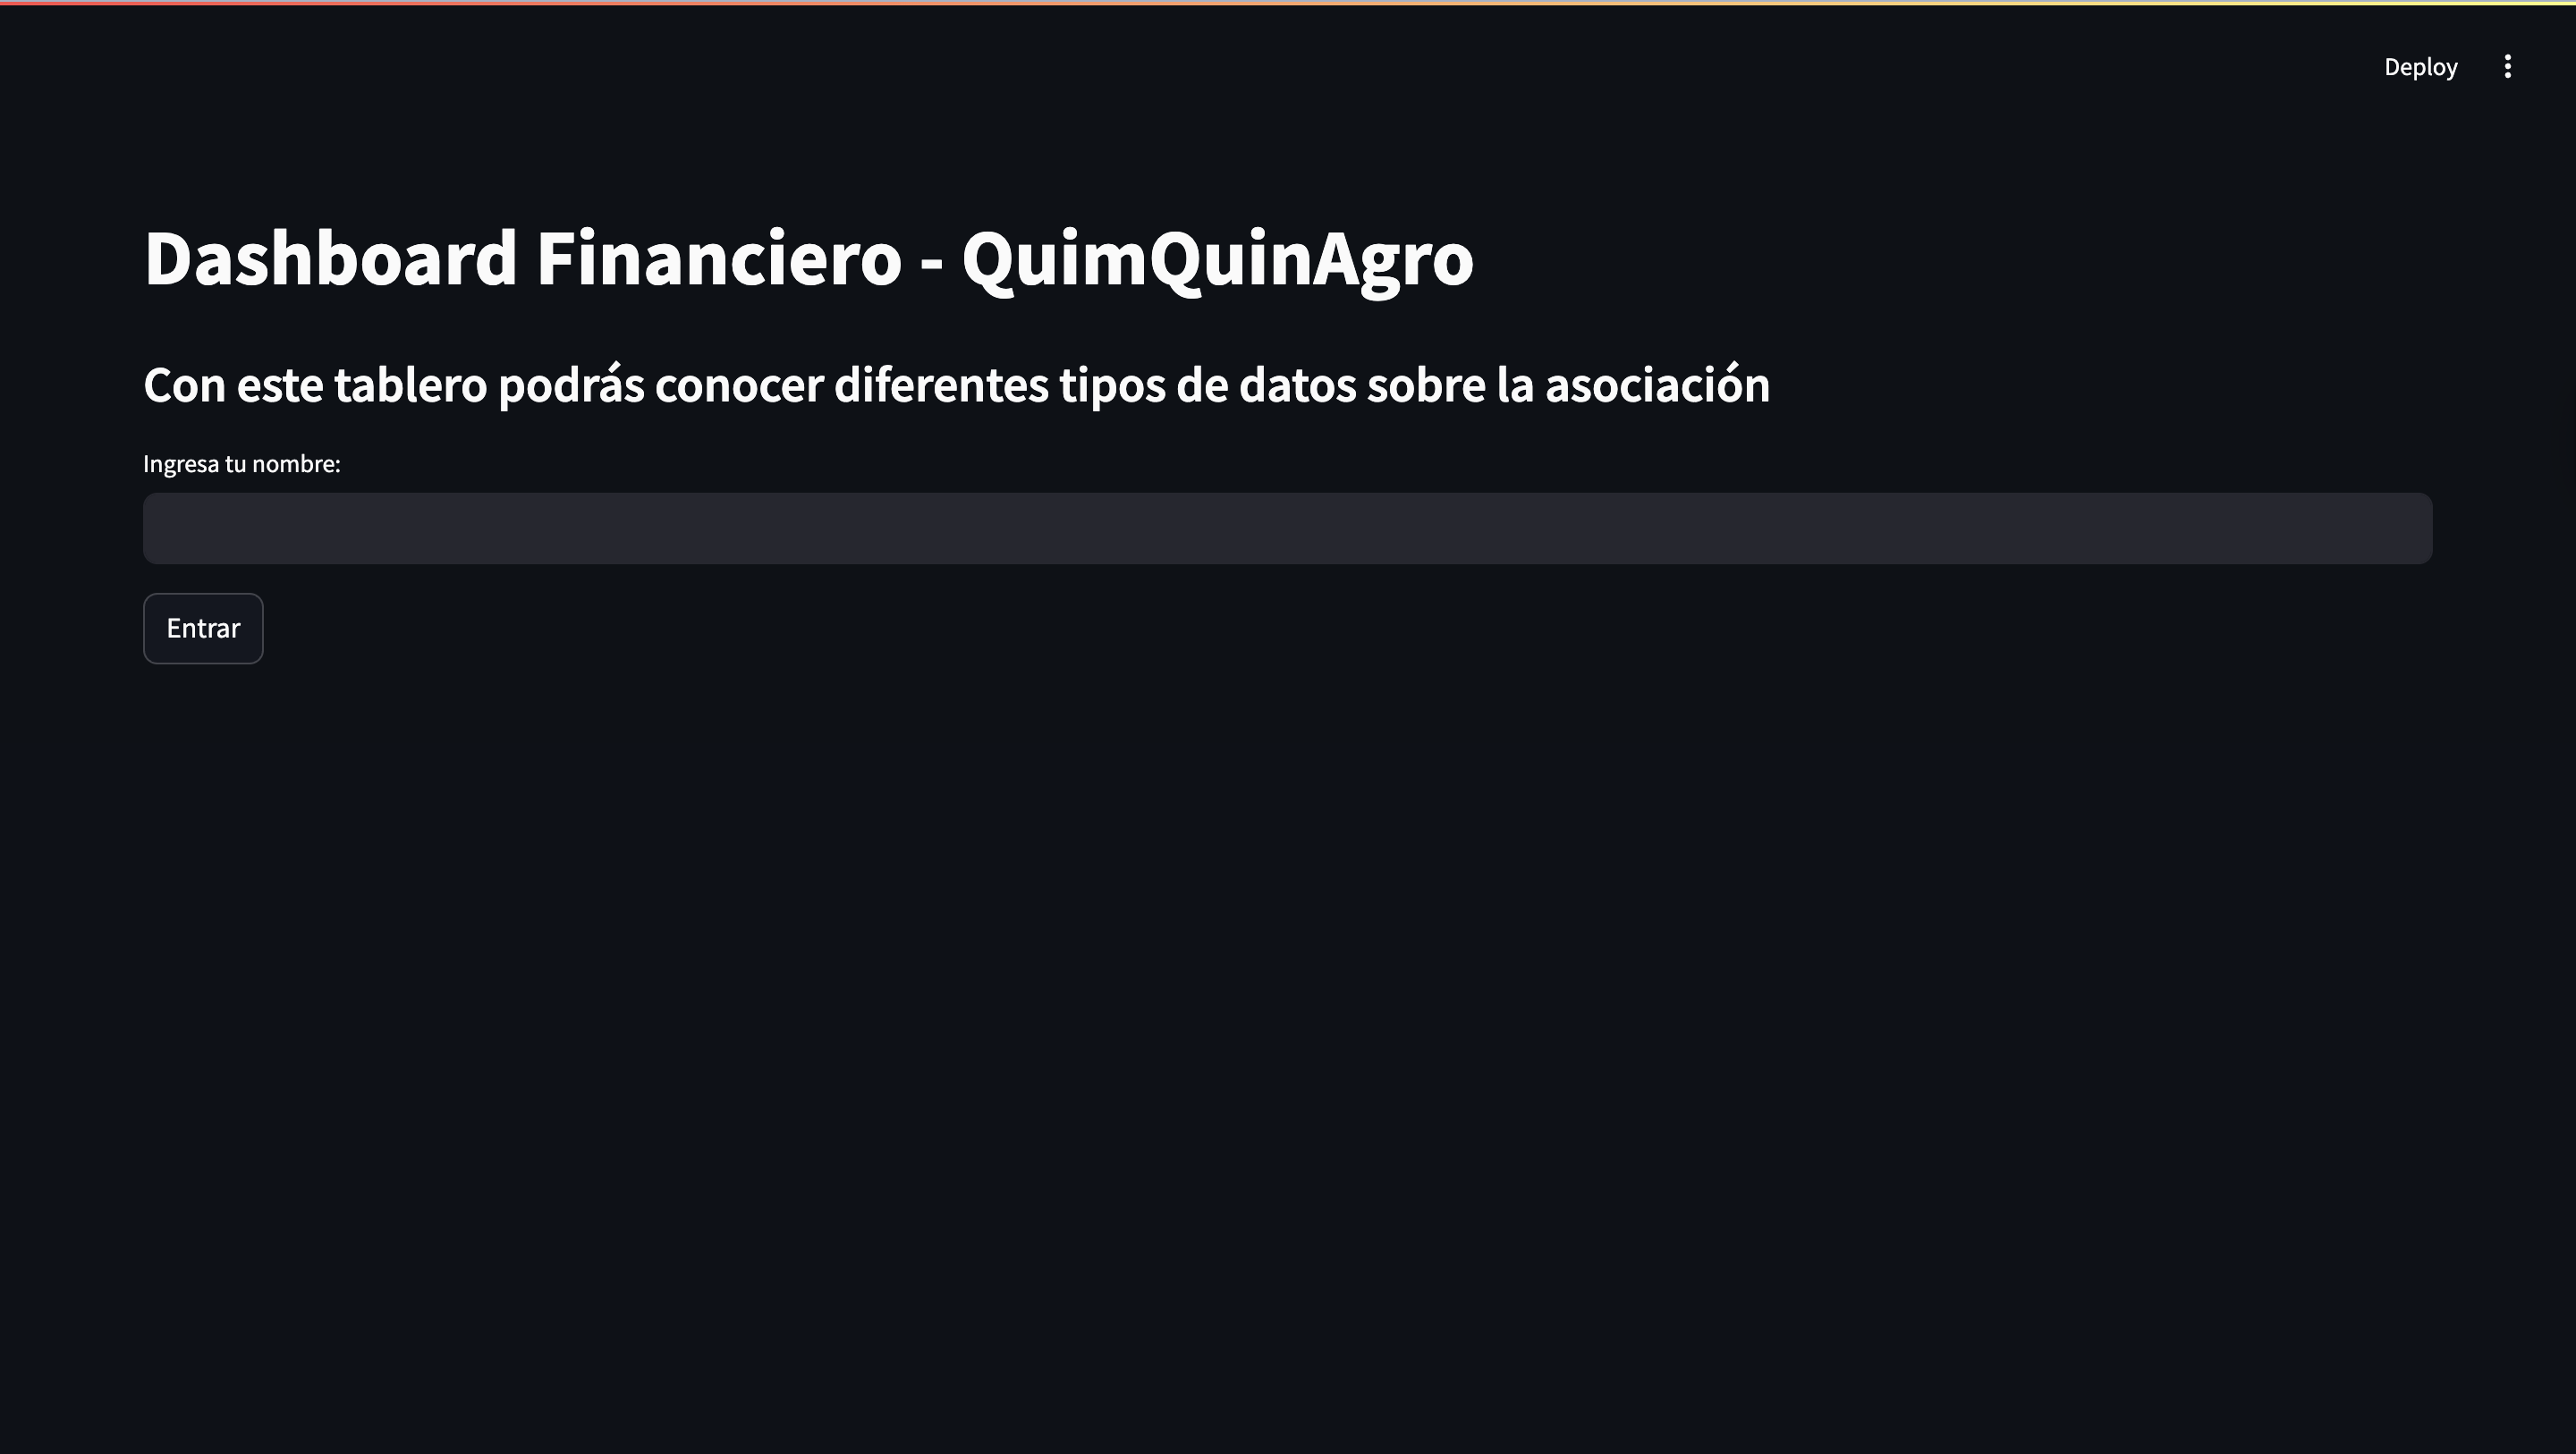 Deploy
Dashboard Financiero - QuimQuinAgro
Con este tablero podrás conocer diferentes tipos de datos sobre la asociación
Ingresa tu nombre:
Entrar